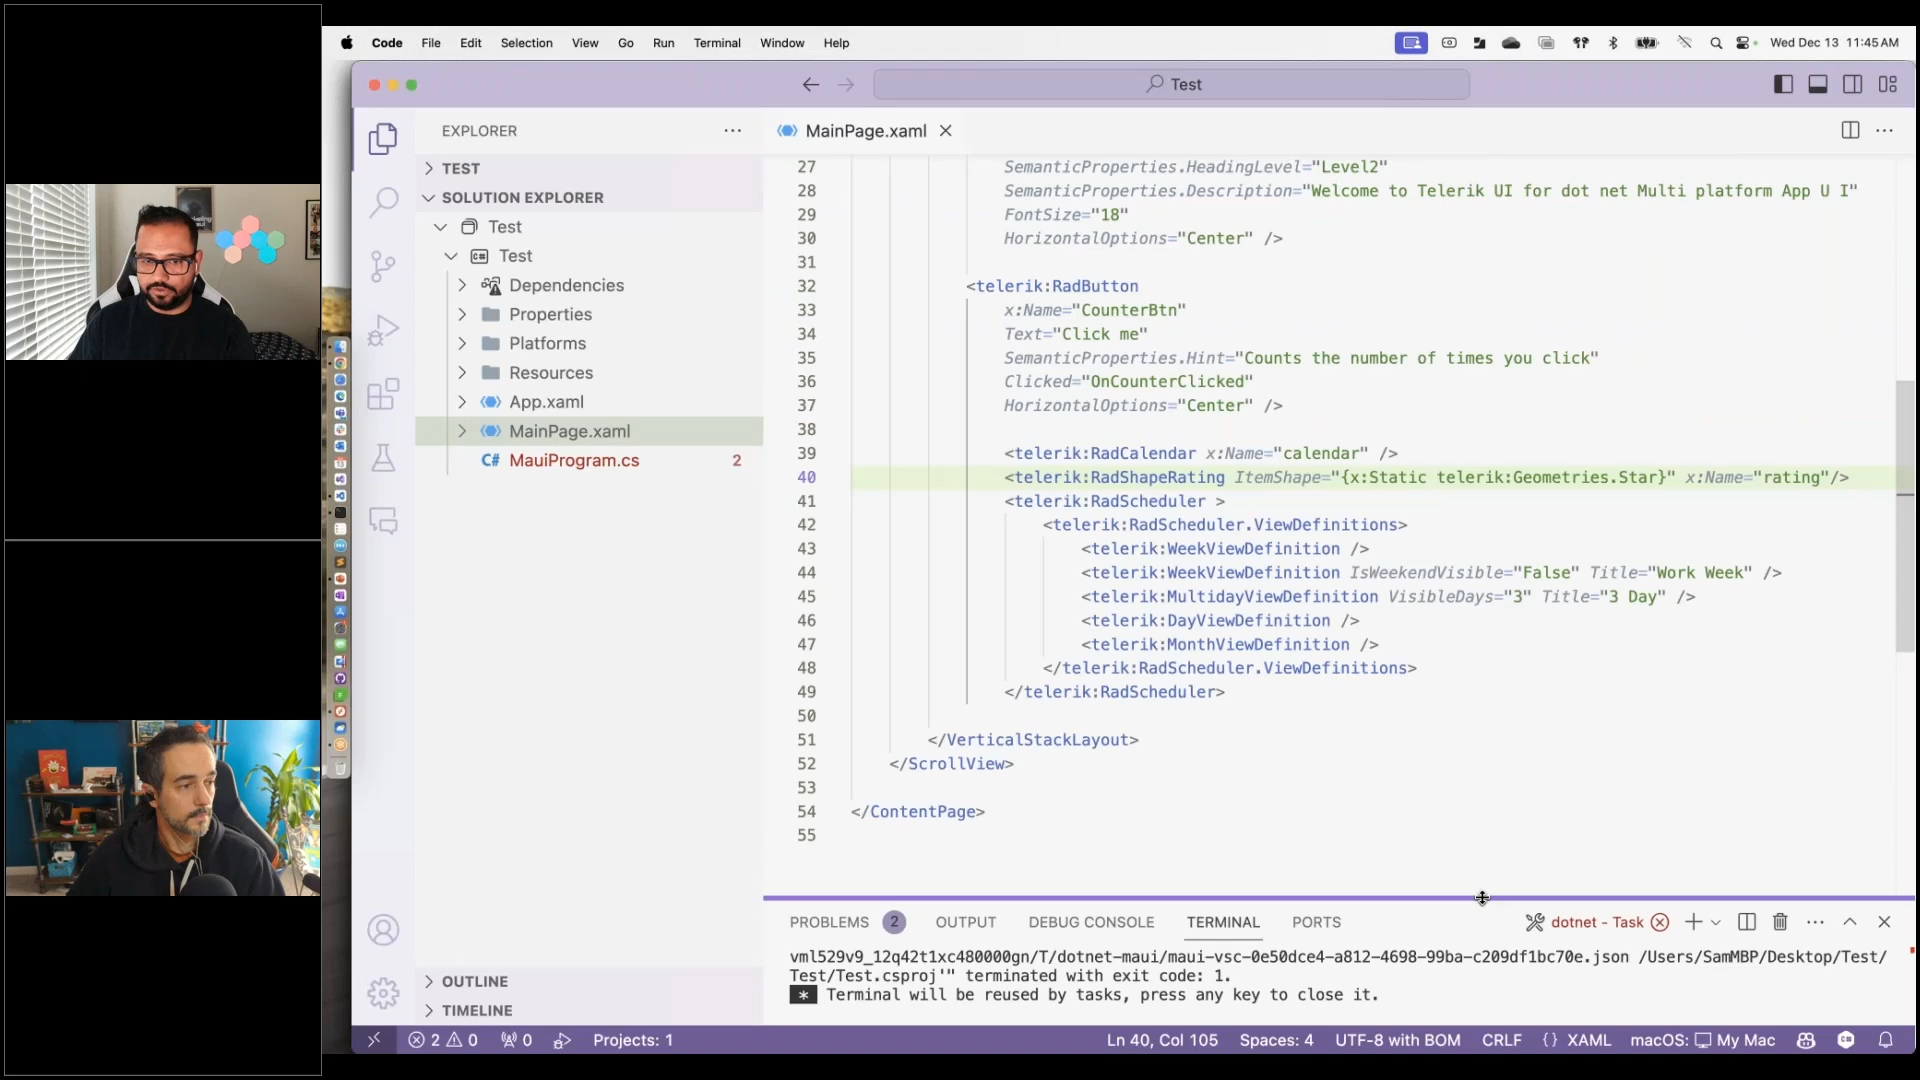 Code File Edit Selection View Go Run Terminal Window Help
Wed Dec 13 11:45 AM
Test
EXPLORER
TEST
SOLUTION EXPLORER
Test
Test
Dependencies
Properties
Platforms
Resources
App.xaml
MainPage.xaml
C# MauiProgram.cs 2
OUTLINE
TIMELINE
MainPage.xaml
27 SemanticProperties.HeadingLevel="Level2"
28 SemanticProperties.Description="Welcome to Telerik UI for dot net Multi platform App U I"
29 FontSize="18"
30 HorizontalOptions="Center" />
31
32 <telerik:RadButton
33 x:Name="CounterBtn"
34 Text="Click me"
35 SemanticProperties.Hint="Counts the number of times you click"
36 Clicked="OnCounterClicked"
37 HorizontalOptions="Center" />
38
39 <telerik:RadCalendar x:Name="calendar" />
40 <telerik:RadShapeRating ItemShape="{x:Static telerik:Geometries.Star}" x:Name="rating"/>
41 <telerik:RadScheduler >
42 <telerik:RadScheduler.ViewDefinitions>
43 <telerik:WeekViewDefinition />
44 <telerik:WeekViewDefinition IsWeekendVisible="False" Title="Work Week" />
45 <telerik:MultidayViewDefinition VisibleDays="3" Title="3 Day" />
46 <telerik:DayViewDefinition />
47 <telerik:MonthViewDefinition />
48 </telerik:RadScheduler.ViewDefinitions>
49 </telerik:RadScheduler>
50
51 </VerticalStackLayout>
52 </ScrollView>
53
54 </ContentPage>
55
PROBLEMS 2 OUTPUT DEBUG CONSOLE TERMINAL PORTS
dotnet - Task
vml529v9_12q42t1xc480000gn/T/dotnet-maui/maui-vsc-0e50dce4-a812-4698-99ba-c209df1bc70e.json /Users/SamMBP/Desktop/Test/
Test/Test.csproj'" terminated with exit code: 1.
* Terminal will be reused by tasks, press any key to close it.
2 0 0 Projects: 1
Ln 40, Col 105 Spaces: 4 UTF-8 with BOM CRLF {} XAML macOS: My Mac